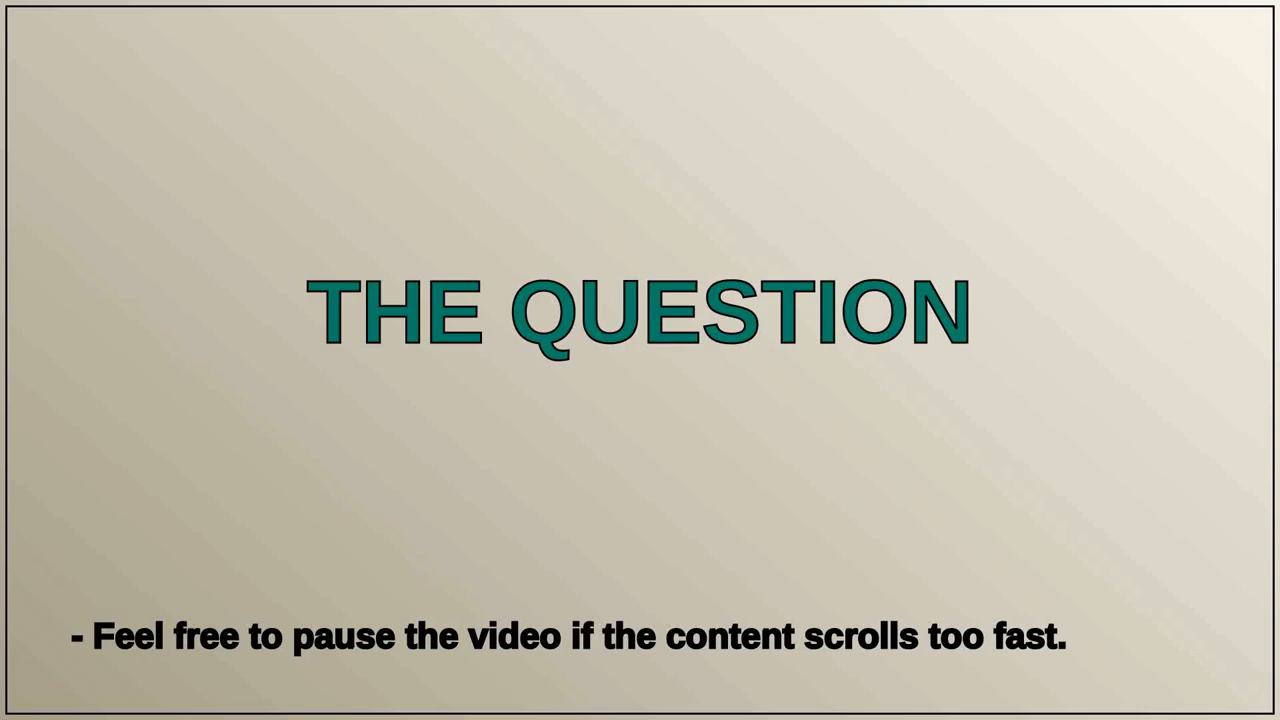 THE QUESTION
- Feel free to pause the video if the content scrolls too fast.